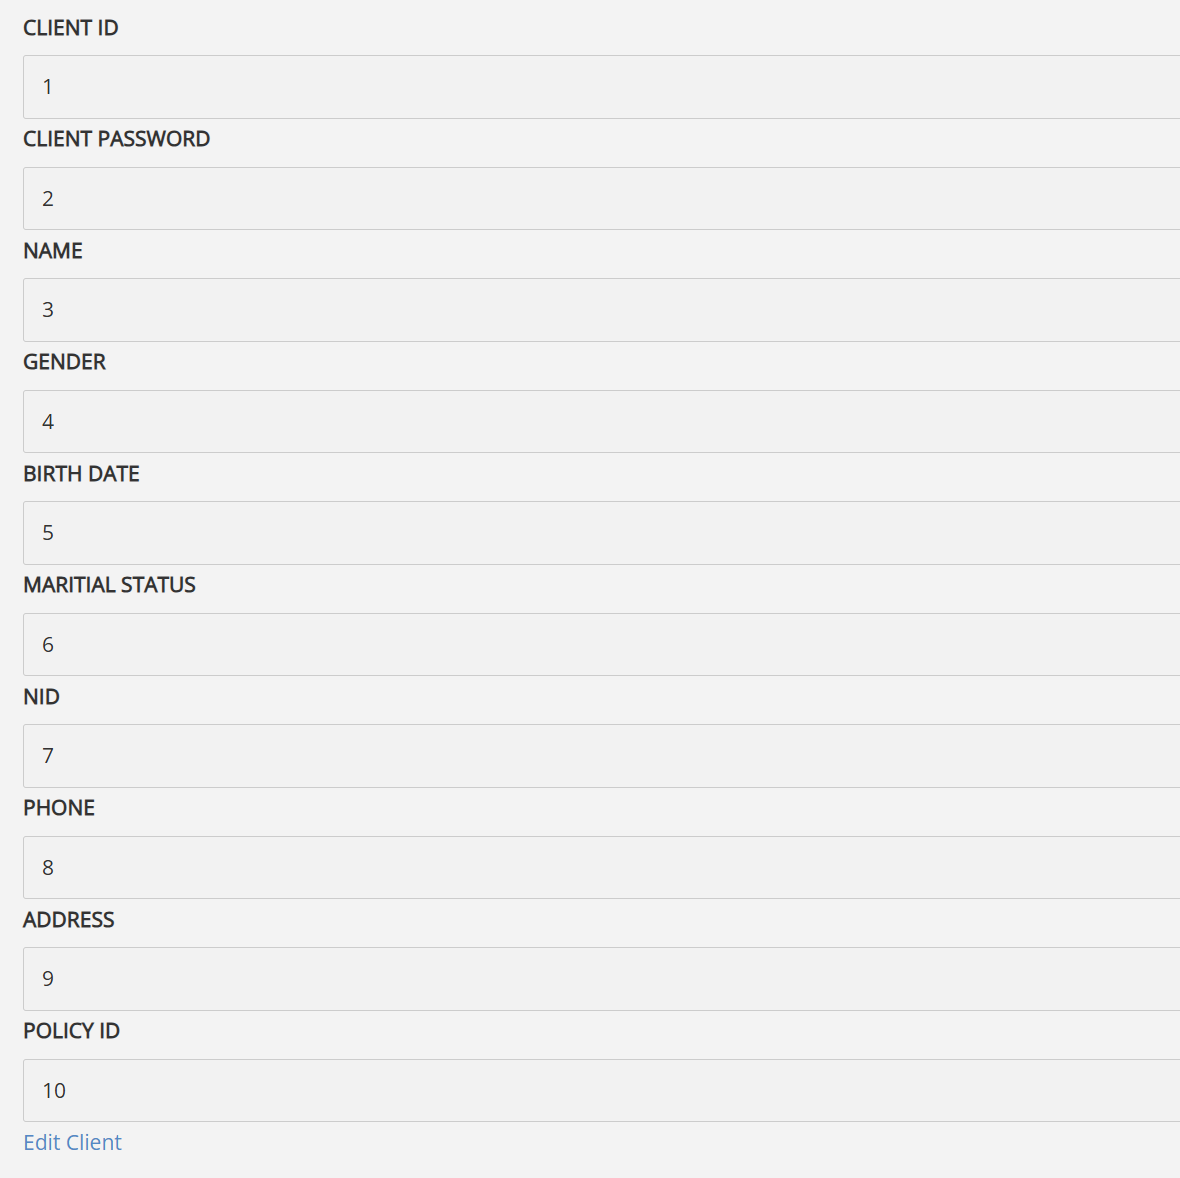 CLIENT ID
1
CLIENT PASSWORD
2
NAME
3
GENDER
4
BIRTH DATE
5
MARITIAL STATUS
6
NID
7
PHONE
8
ADDRESS
9
POLICY ID
10
Edit Client